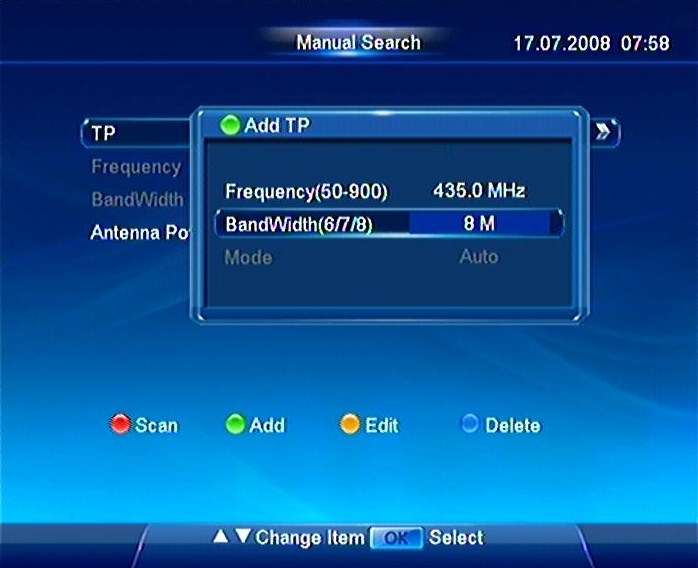 Manual Search 17.07.2008 07:58
TP
Add TP
Frequency
BandWidth
Antenna Po
Frequency(50-900) 435.0 MHz
BandWidth(6/7/8) 8 M
Mode Auto
Scan Add Edit Delete
Change Item OK Select